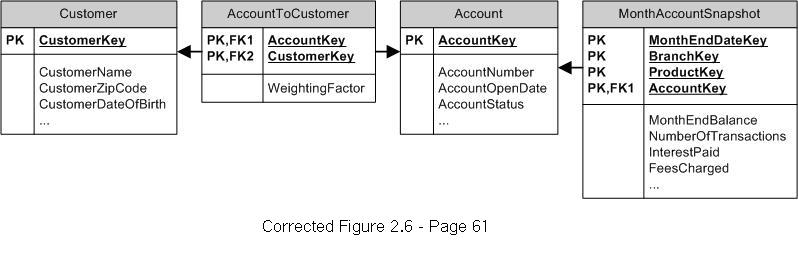 Customer
PK CustomerKey
CustomerName
CustomerZipCode
CustomerDateOfBirth
...
AccountToCustomer
PK,FK1 AccountKey
PK,FK2 CustomerKey
WeightingFactor
Account
PK AccountKey
AccountNumber
AccountOpenDate
AccountStatus
...
MonthAccountSnapshot
PK MonthEndDateKey
PK BranchKey
PK ProductKey
PK,FK1 AccountKey
MonthEndBalance
NumberOfTransactions
InterestPaid
FeesCharged
...
Corrected Figure 2.6 - Page 61